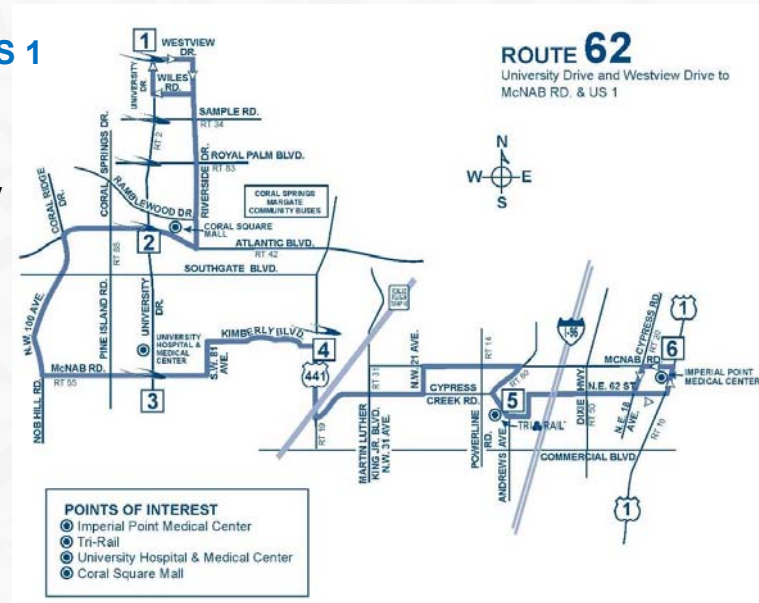 S 1
ROUTE 62
University Drive and Westview Drive to
McNAB RD. & US 1
N
W E
S
1
WESTVIEW
DR.
UNIVERSITY
DR.
WILES
RD.
RT 2
SAMPLE RD.
RT 34
CORAL SPRINGS DR.
ROYAL PALM BLVD.
RT 83
RIVERSIDE DR.
RAMBLEWOOD DR.
CORAL RIDGE
DR.
CORAL SPRINGS
MARGATE
COMMUNITY BUSES
CORAL SQUARE
MALL
2
ATLANTIC BLVD.
RT 42
RT 88
SOUTHGATE BLVD.
N.W. 100 AVE.
PINE ISLAND RD.
UNIVERSITY
DR.
UNIVERSITY
HOSPITAL &
MEDICAL
CENTER
KIMBERLY BLVD.
S.W. 81
AVE.
4
441
McNAB RD.
RT 55
NOB HILL RD.
3
RT 19
RT 31
N.W. 21 AVE.
RT 14
RT 60
95
CYPRESS RD.
RT 20
1
MCNAB RD
6
IMPERIAL POINT
MEDICAL CENTER
CYPRESS
CREEK RD.
N.E. 62 ST
5
TRI RAIL
MARTIN LUTHER
KING JR. BLVD.
N.W. 31 AVE.
POWERLINE
RD.
ANDREWS AVE.
DIXIE HWY.
RT 50
N.E. 18
AVE.
RT 10
COMMERCIAL BLVD.
1
POINTS OF INTEREST
Imperial Point Medical Center
Tri-Rail
University Hospital & Medical Center
Coral Square Mall